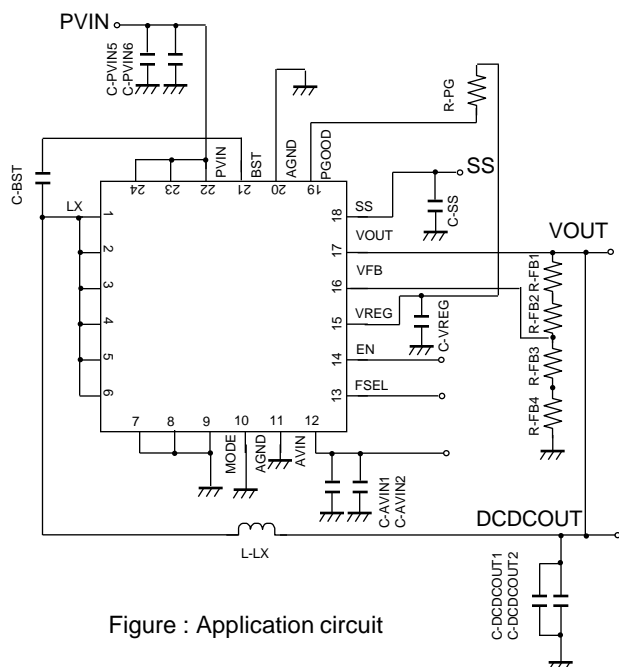 PVIN
C-PVIN5
C-PVIN6
R-PG
C-BST
24
23
22
PVIN
21
BST
20
AGND
19
PGOOD
SS
C-SS
LX
1
2
3
4
5
6
18
SS
17
VOUT
16
VFB
15
VREG
14
EN
13
FSEL
C-VREG
VOUT
R-FB1
R-FB2
R-FB3
R-FB4
7
8
9
10
11
12
MODE
AGND
AVIN
C-AVIN1
C-AVIN2
L-LX
DCDCOUT
C-DCDCOUT1
C-DCDCOUT2
Figure : Application circuit